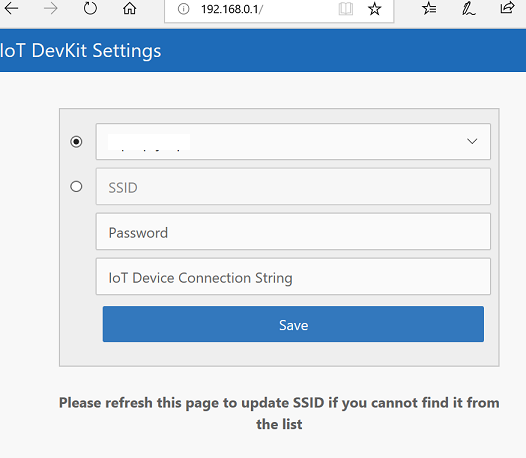 192.168.0.1/
IoT DevKit Settings
SSID
Password
IoT Device Connection String
Save
Please refresh this page to update SSID if you cannot find it from
the list